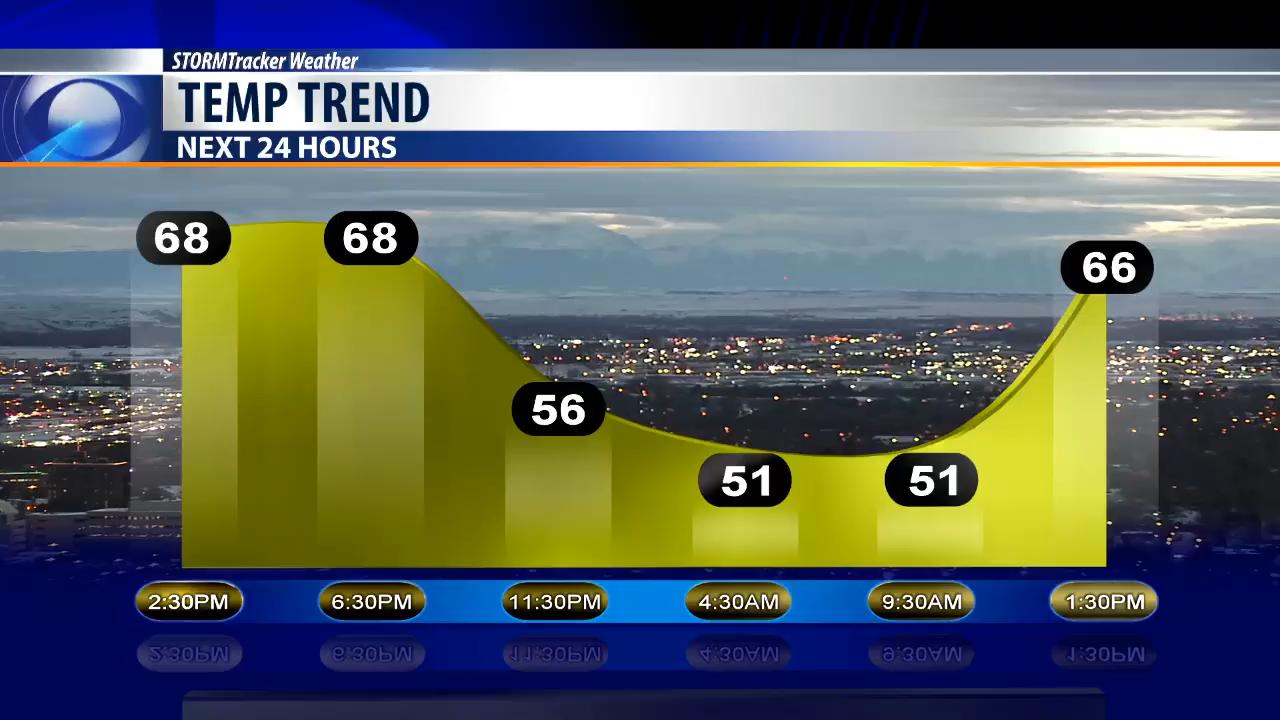 STORMTracker Weather
TEMP TREND
NEXT 24 HOURS
68 68 56 51 51 66
2:30PM 6:30PM 11:30PM 4:30AM 9:30AM 1:30PM